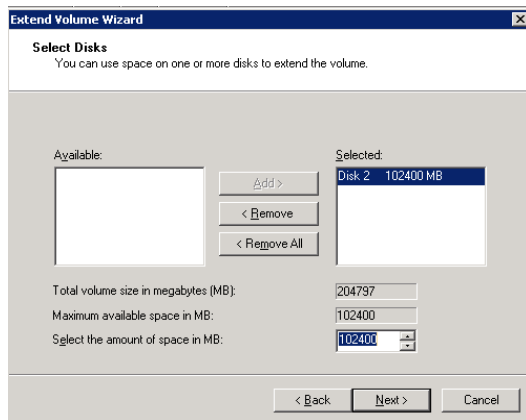 Extend Volume Wizard
Select Disks
You can use space on one or more disks to extend the volume.
Available:
Selected:
Disk 2 102400 MB
Add >
< Remove
< Remove All
Total volume size in megabytes (MB):
204797
Maximum available space in MB:
102400
Select the amount of space in MB:
102400
< Back
Next >
Cancel